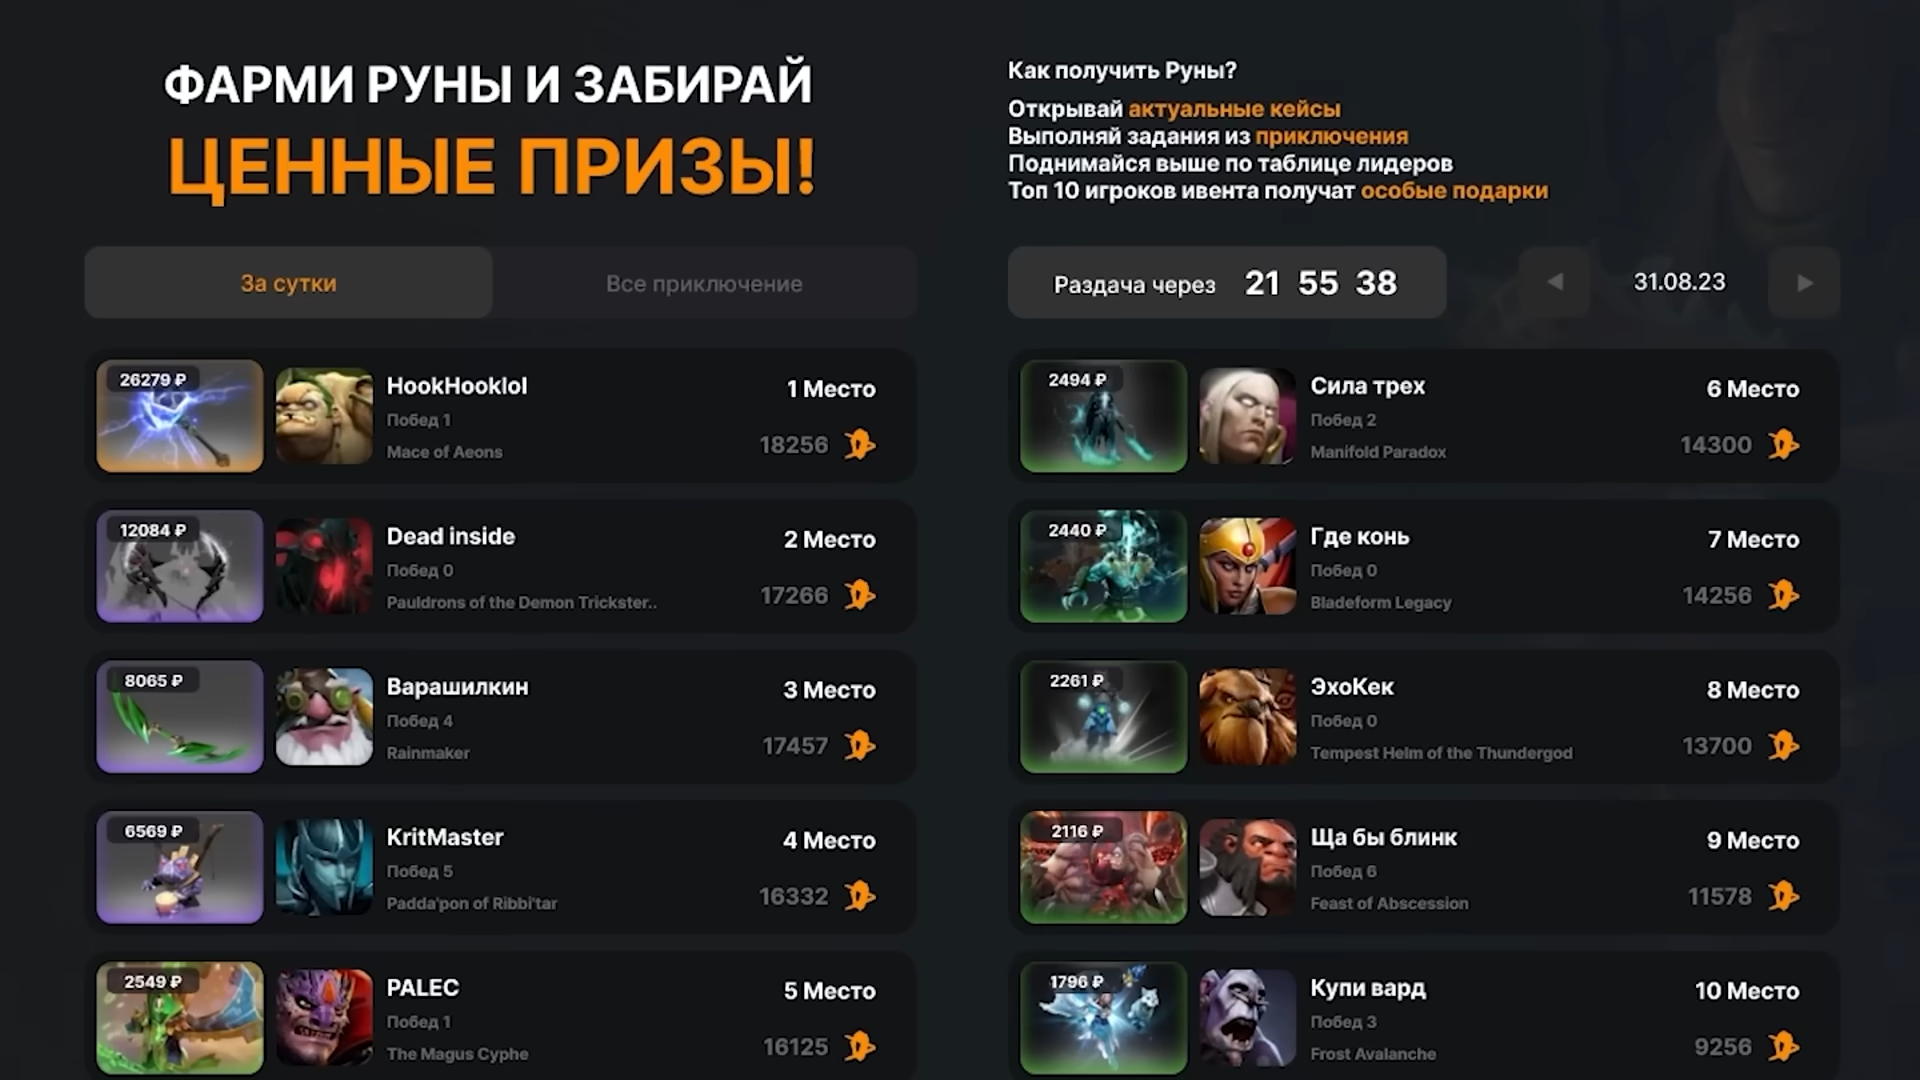 ФАРМИ РУНЫ И ЗАБИРАЙ
ЦЕННЫЕ ПРИЗЫ!
Как получить Руны?
Открывай актуальные кейсы
Выполняй задания из приключения
Поднимайся выше по таблице лидеров
Топ 10 игроков ивента получат особые подарки
За сутки
Все приключение
Раздача через 21 55 38
31.08.23
26279 ₽
HookHooklol
1 Место
Побед 1
Mace of Aeons
18256
12084 ₽
Dead inside
2 Место
Побед 0
Pauldrons of the Demon Trickster..
17266
8065 ₽
Варашилкин
3 Место
Побед 4
Rainmaker
17457
6569 ₽
KritMaster
4 Место
Побед 5
Padda'pon of Ribbi'tar
16332
2549 ₽
PALEC
5 Место
Побед 1
The Magus Cyphe
16125
2494 ₽
Сила трех
6 Место
Побед 2
Manifold Paradox
14300
2440 ₽
Где конь
7 Место
Побед 0
Bladeform Legacy
14256
2261 ₽
ЭхоКек
8 Место
Побед 0
Tempest Helm of the Thundergod
13700
2116 ₽
Ща бы блинк
9 Место
Побед 6
Feast of Abscession
11578
1796 ₽
Купи вард
10 Место
Побед 3
Frost Avalanche
9256